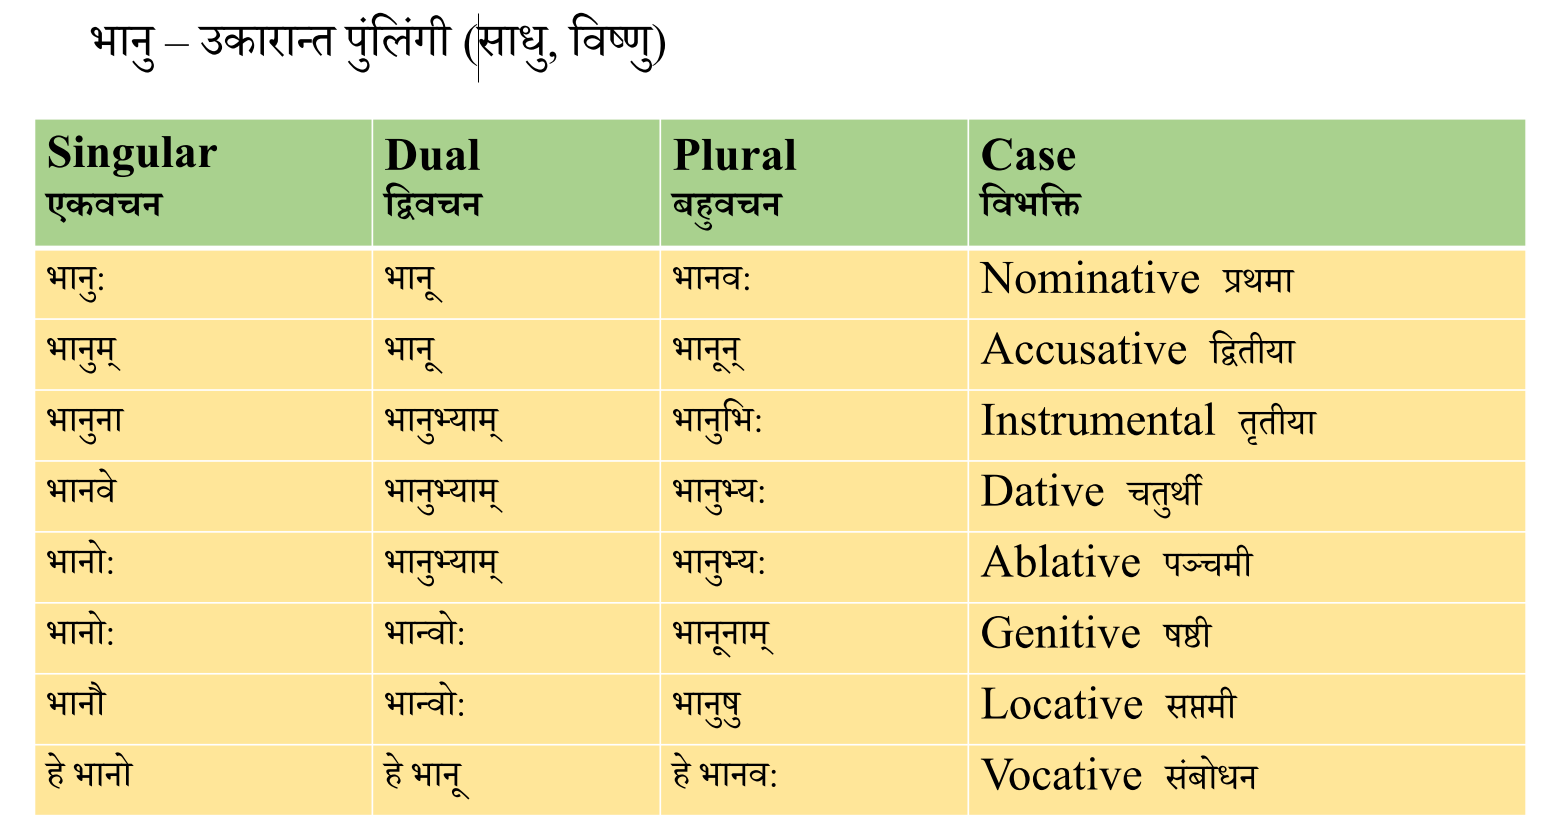 भानु – उकारान्त पुंलिंगी (साधु, विष्णु)
Singular Dual Plural Case
एकवचन द्विवचन बहुवचन विभक्ति
भानु: भानू भानव: Nominative प्रथमा
भानुम् भानू भानून् Accusative द्वितीया
भानुना भानुभ्याम् भानुभि: Instrumental तृतीया
भानवे भानुभ्याम् भानुभ्य: Dative चतुर्थी
भानो: भानुभ्याम् भानुभ्य: Ablative पञ्चमी
भानो: भान्वो: भानूनाम् Genitive षष्ठी
भानौ भान्वो: भानुषु Locative सप्तमी
हे भानो हे भानू हे भानव: Vocative संबोधन